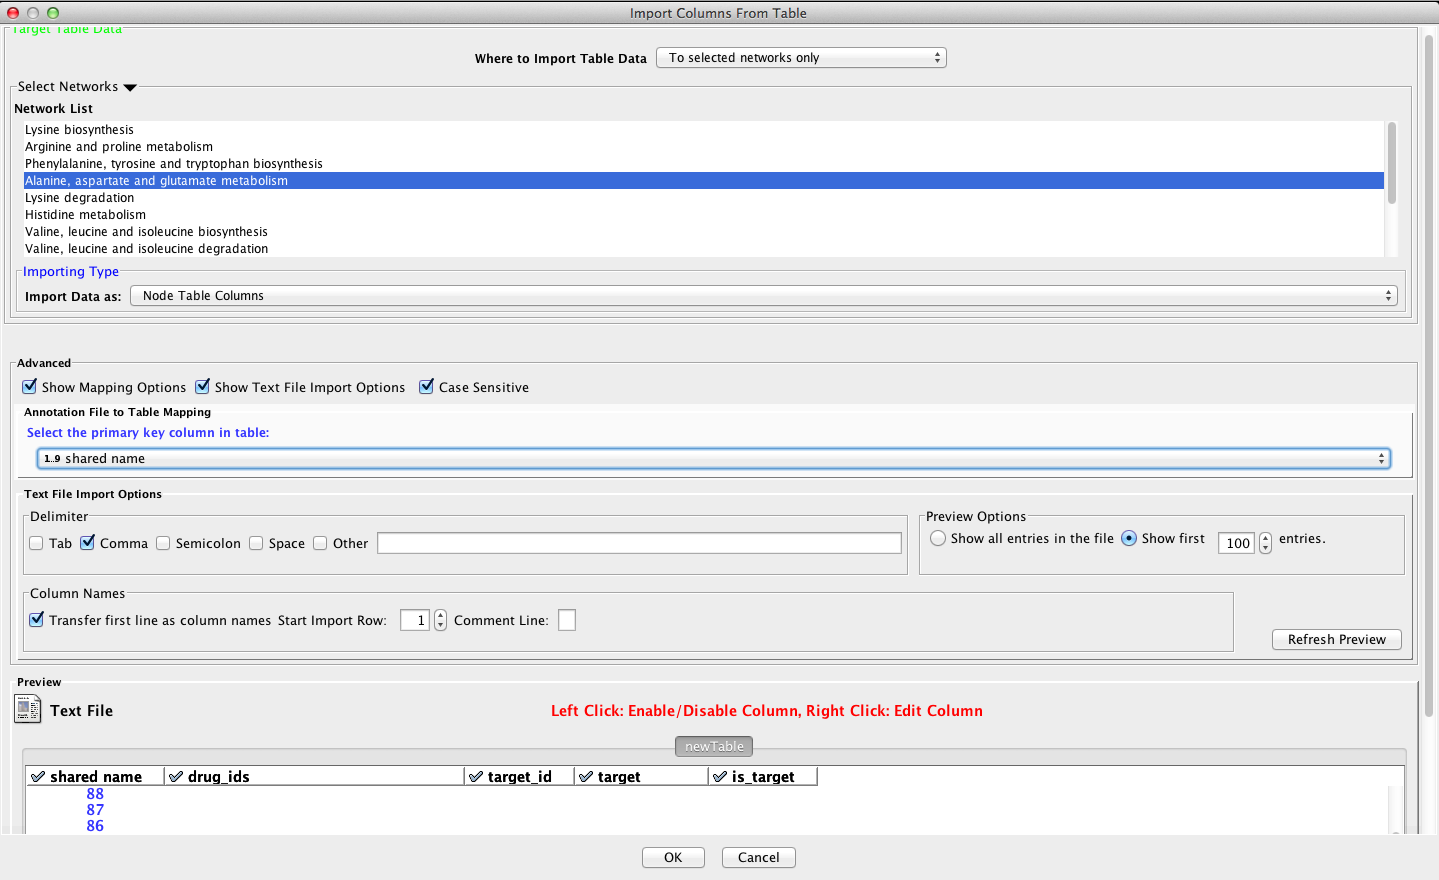 Import Columns From Table
Target Table Data
Where to Import Table Data To selected networks only
Select Networks
Network List
Lysine biosynthesis
Arginine and proline metabolism
Phenylalanine, tyrosine and tryptophan biosynthesis
Alanine, aspartate and glutamate metabolism
Lysine degradation
Histidine metabolism
Valine, leucine and isoleucine biosynthesis
Valine, leucine and isoleucine degradation
Importing Type
Import Data as: Node Table Columns
Advanced
Show Mapping Options Show Text File Import Options Case Sensitive
Annotation File to Table Mapping
Select the primary key column in table:
1..9 shared name
Text File Import Options
Delimiter Preview Options
Tab Comma Semicolon Space Other Show all entries in the file Show first 100 entries.
Column Names
Transfer first line as column names Start Import Row: 1 Comment Line:
Refresh Preview
Preview
Text File Left Click: Enable/Disable Column, Right Click: Edit Column
newTable
shared name drug_ids target_id target is_target
88
87
86
OK Cancel